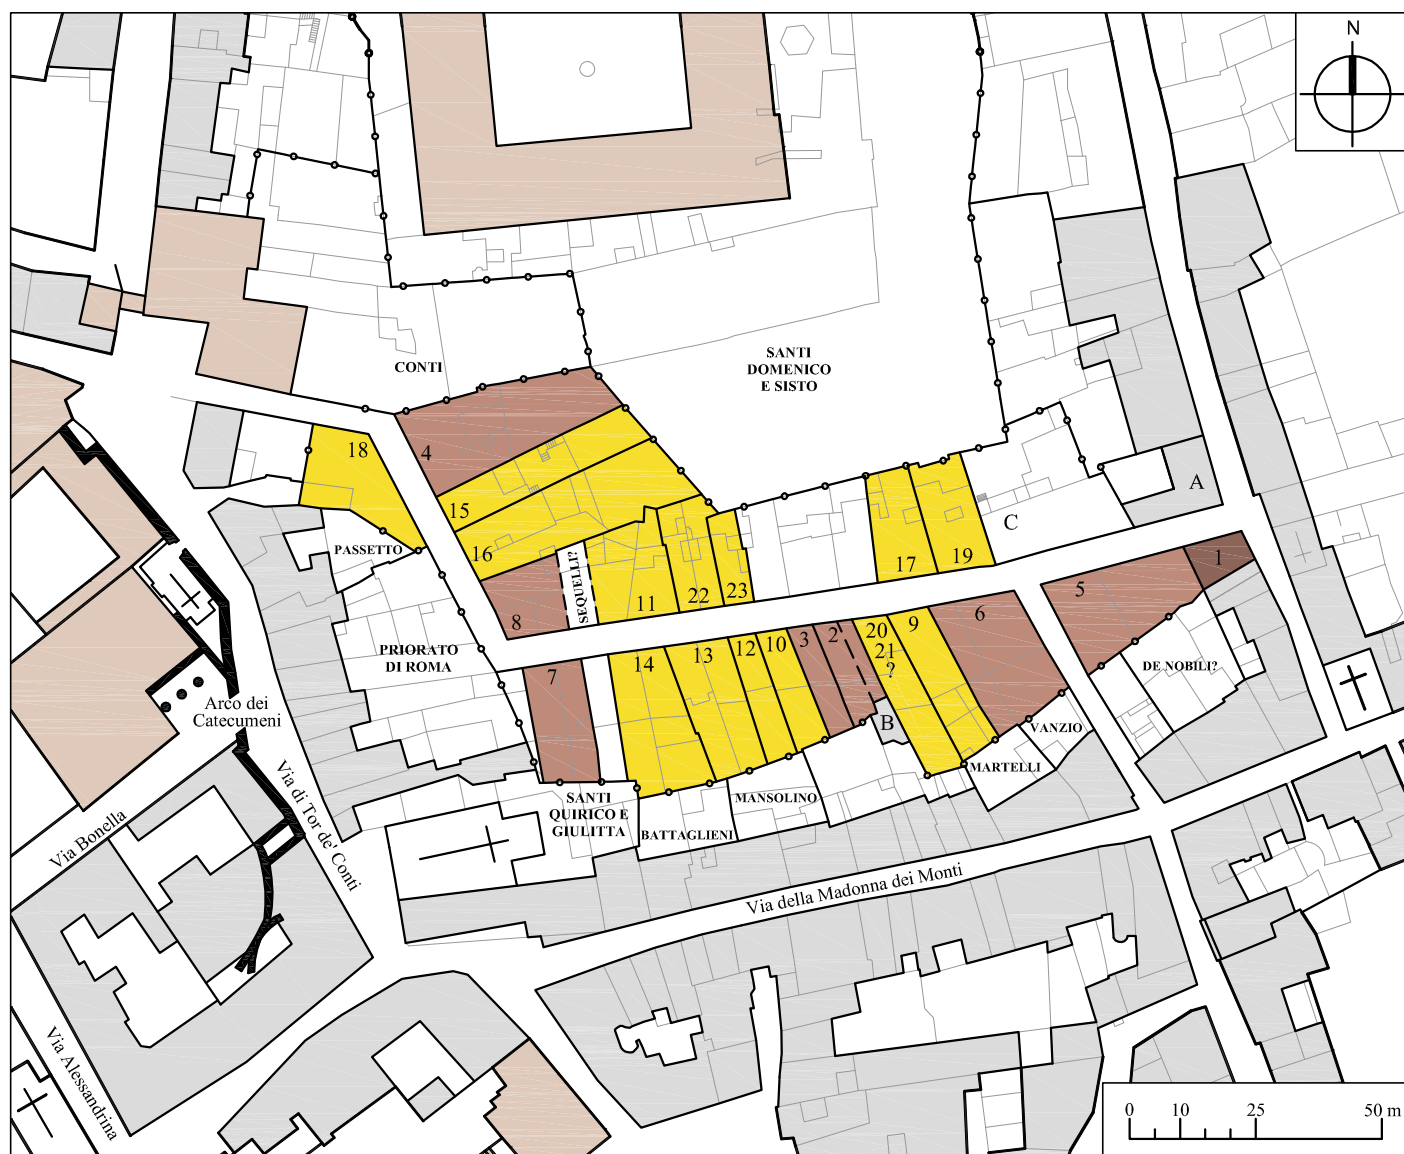 N
SANTI
DOMENICO
E SISTO
CONTI
18
4
15
16
A
C
PASSETTO
SEQUELLI?
8
11
22
23
17
19
1
5
6
9
20
21
?
2
3
10
12
13
14
7
PRIORATO
DI ROMA
DE NOBILI?
B
VANZIO
MARTELLI
MANSOLINO
SANTI
QUIRICO E
GIULITTA
BATTAGLIENI
Arco dei
Catecumeni
Via di Tor de' Conti
Via Bonella
Via della Madonna dei Monti
Via Alessandrina
0 10 25 50 m